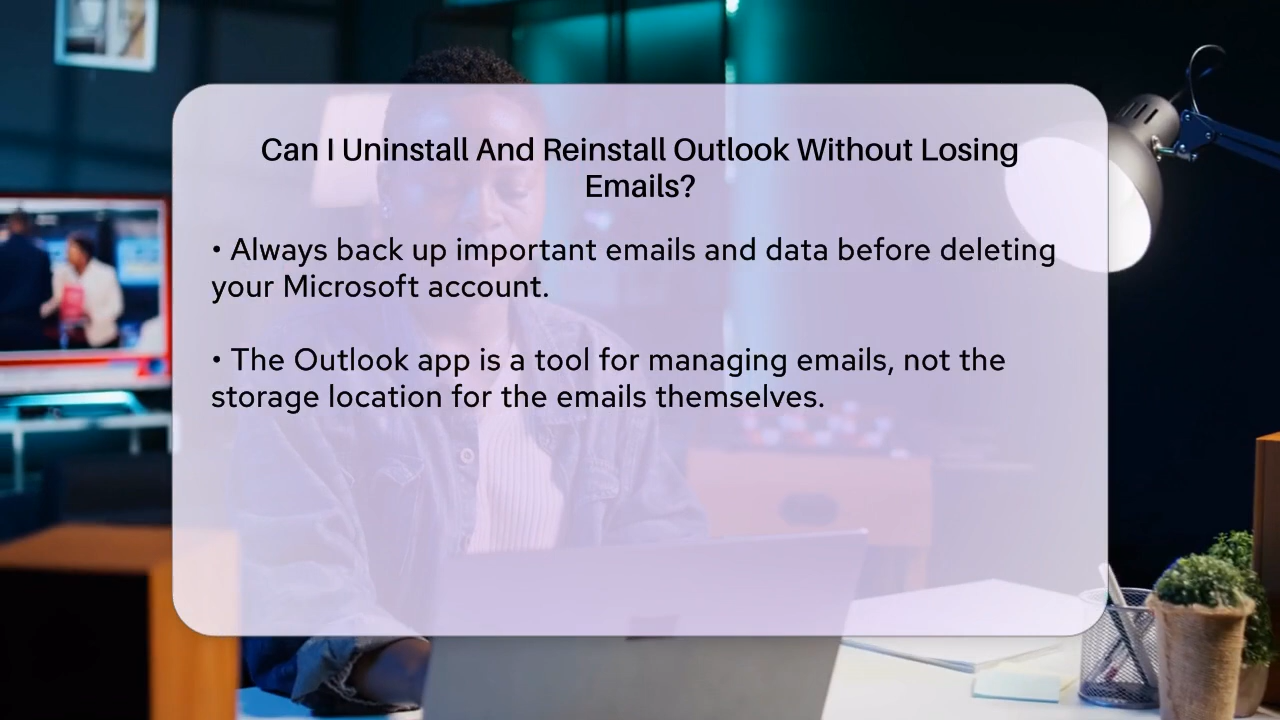 Can I Uninstall And Reinstall Outlook Without Losing
Emails?
• Always back up important emails and data before deleting
your Microsoft account.
• The Outlook app is a tool for managing emails, not the
storage location for the emails themselves.